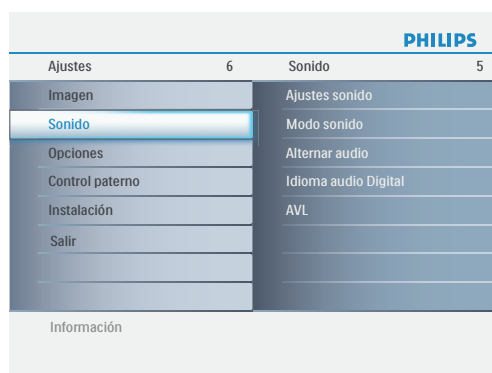 PHILIPS
Ajustes 6 Sonido 5
Imagen Ajustes sonido
Sonido Modo sonido
Opciones Alternar audio
Control paterno Idioma audio Digital
Instalación AVL
Salir
Información